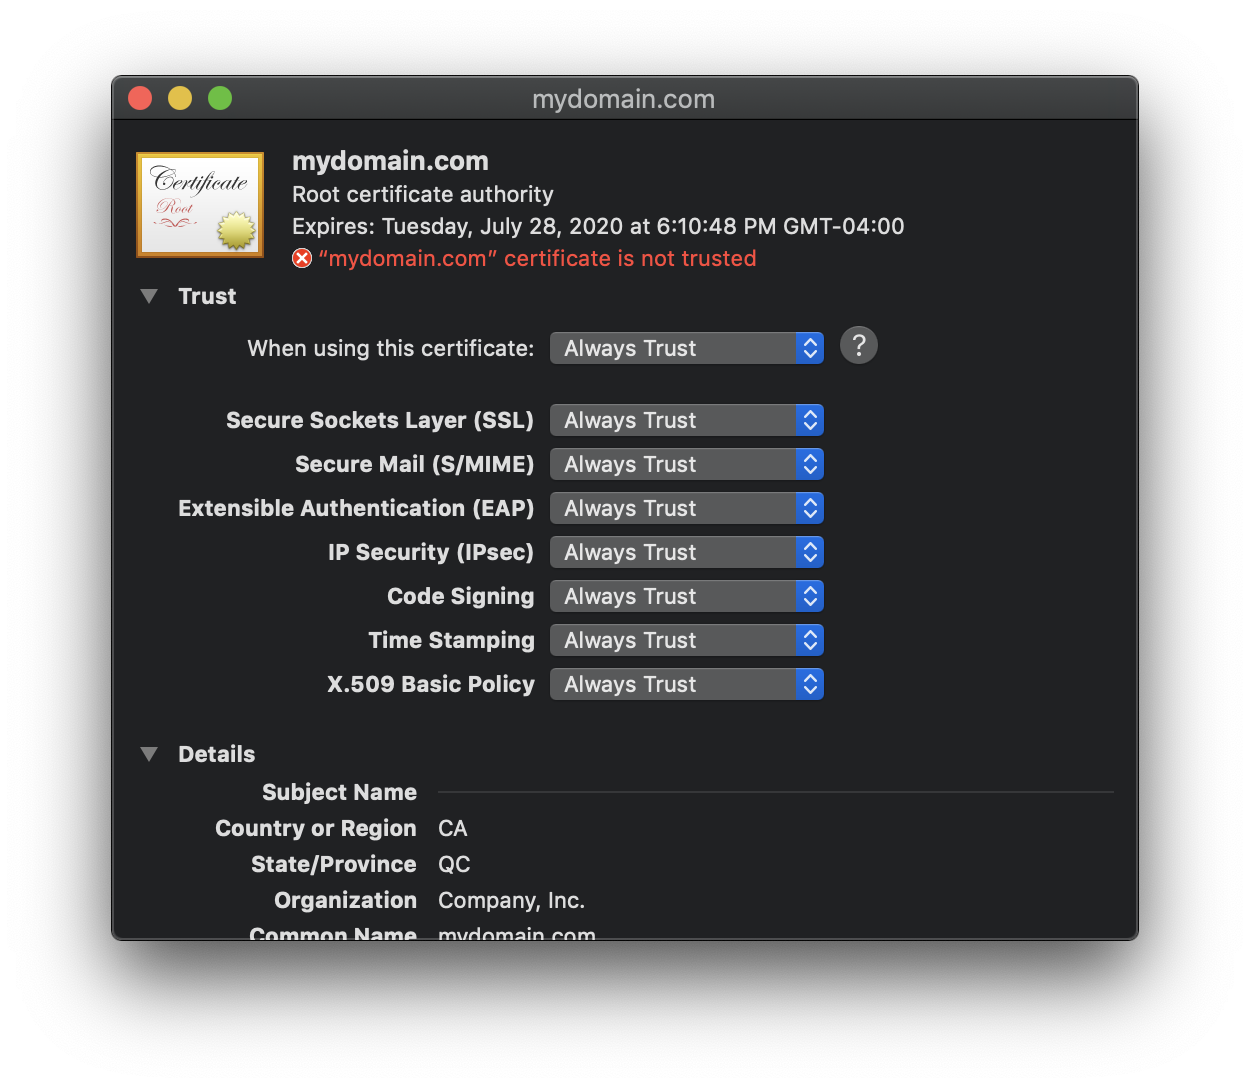 mydomain.com
Certificate
Root
mydomain.com
Root certificate authority
Expires: Tuesday, July 28, 2020 at 6:10:48 PM GMT-04:00
“mydomain.com” certificate is not trusted
Trust
When using this certificate: Always Trust ?
Secure Sockets Layer (SSL) Always Trust
Secure Mail (S/MIME) Always Trust
Extensible Authentication (EAP) Always Trust
IP Security (IPsec) Always Trust
Code Signing Always Trust
Time Stamping Always Trust
X.509 Basic Policy Always Trust
Details
Subject Name
Country or Region CA
State/Province QC
Organization Company, Inc.
Common Name mydomain.com